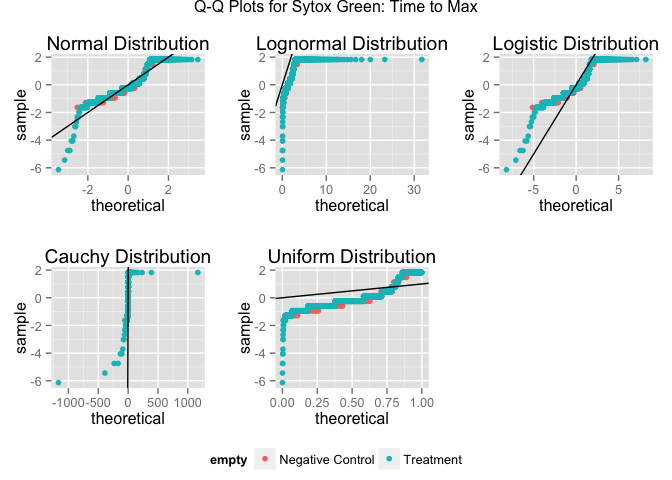 Q-Q Plots for Sytox Green: Time to Max
Normal Distribution
2
0
-2
-4
-6
sample
-2 0 2
theoretical
Lognormal Distribution
2
0
-2
-4
-6
sample
0 10 20 30
theoretical
Logistic Distribution
2
0
-2
-4
-6
sample
-5 0 5
theoretical
Cauchy Distribution
2
0
-2
-4
-6
sample
-1000 -500 0 500 1000
theoretical
Uniform Distribution
2
0
-2
-4
-6
sample
0.00 0.25 0.50 0.75 1.00
theoretical
empty Negative Control Treatment